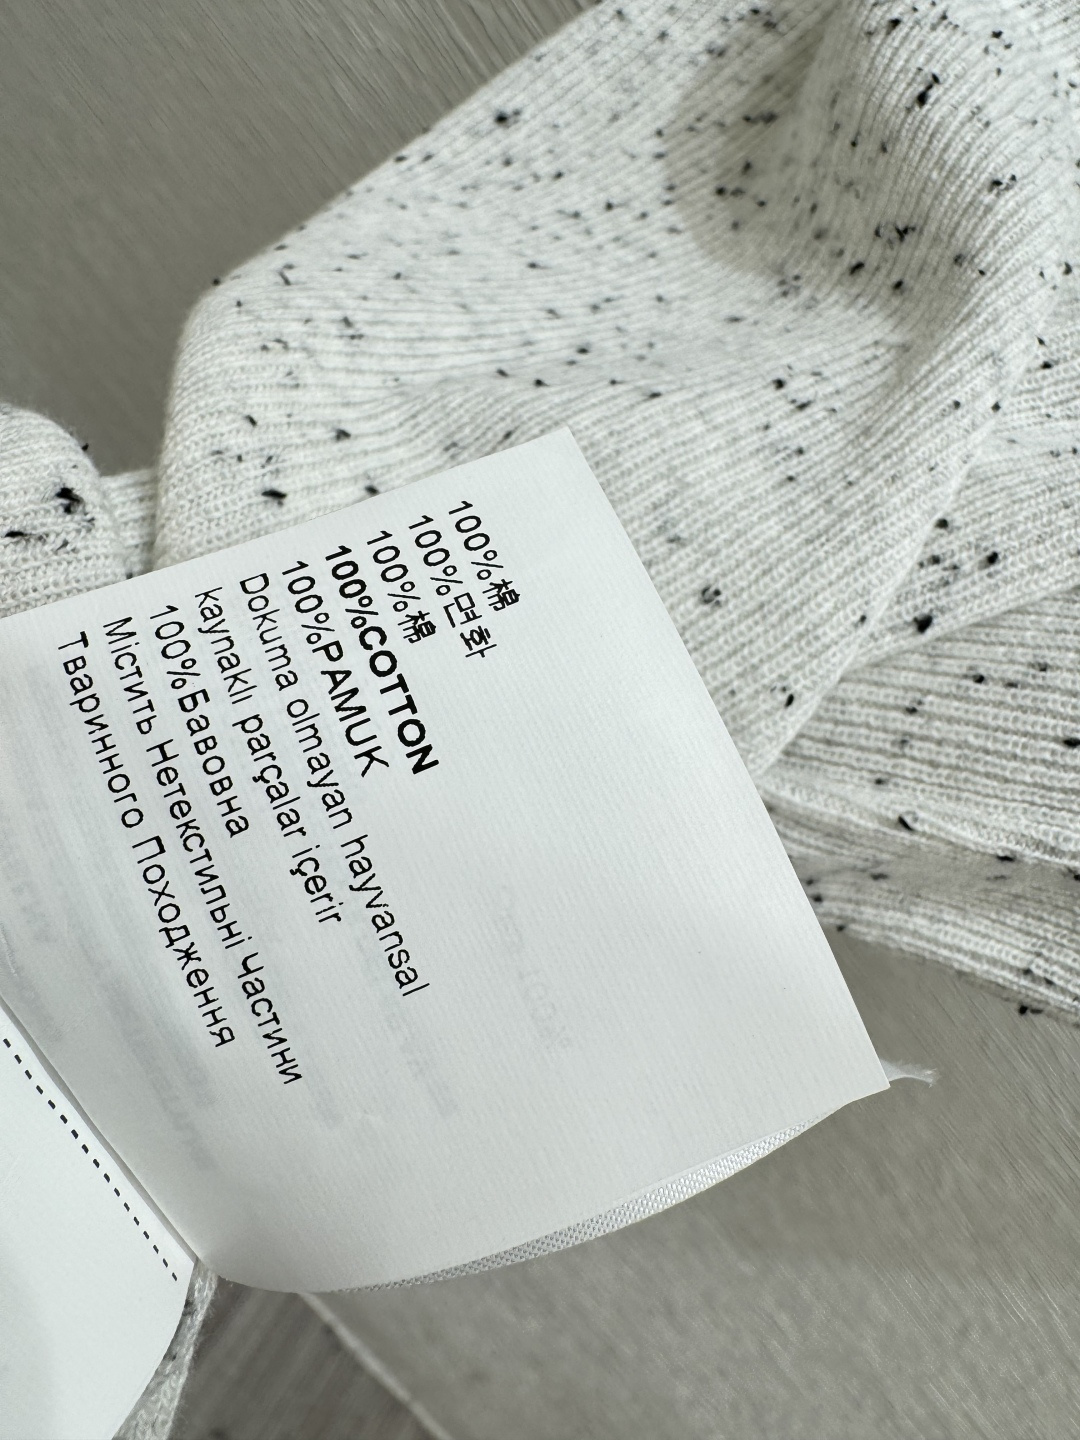 100%棉
100%면화
100%棉
100%COTTON
100%PAMUK
Dokuma olmayan hayvansal
kaynaklı parçalar içerir
100%Бавовна
Містить Нетекстильні Частини
Тваринного Походження